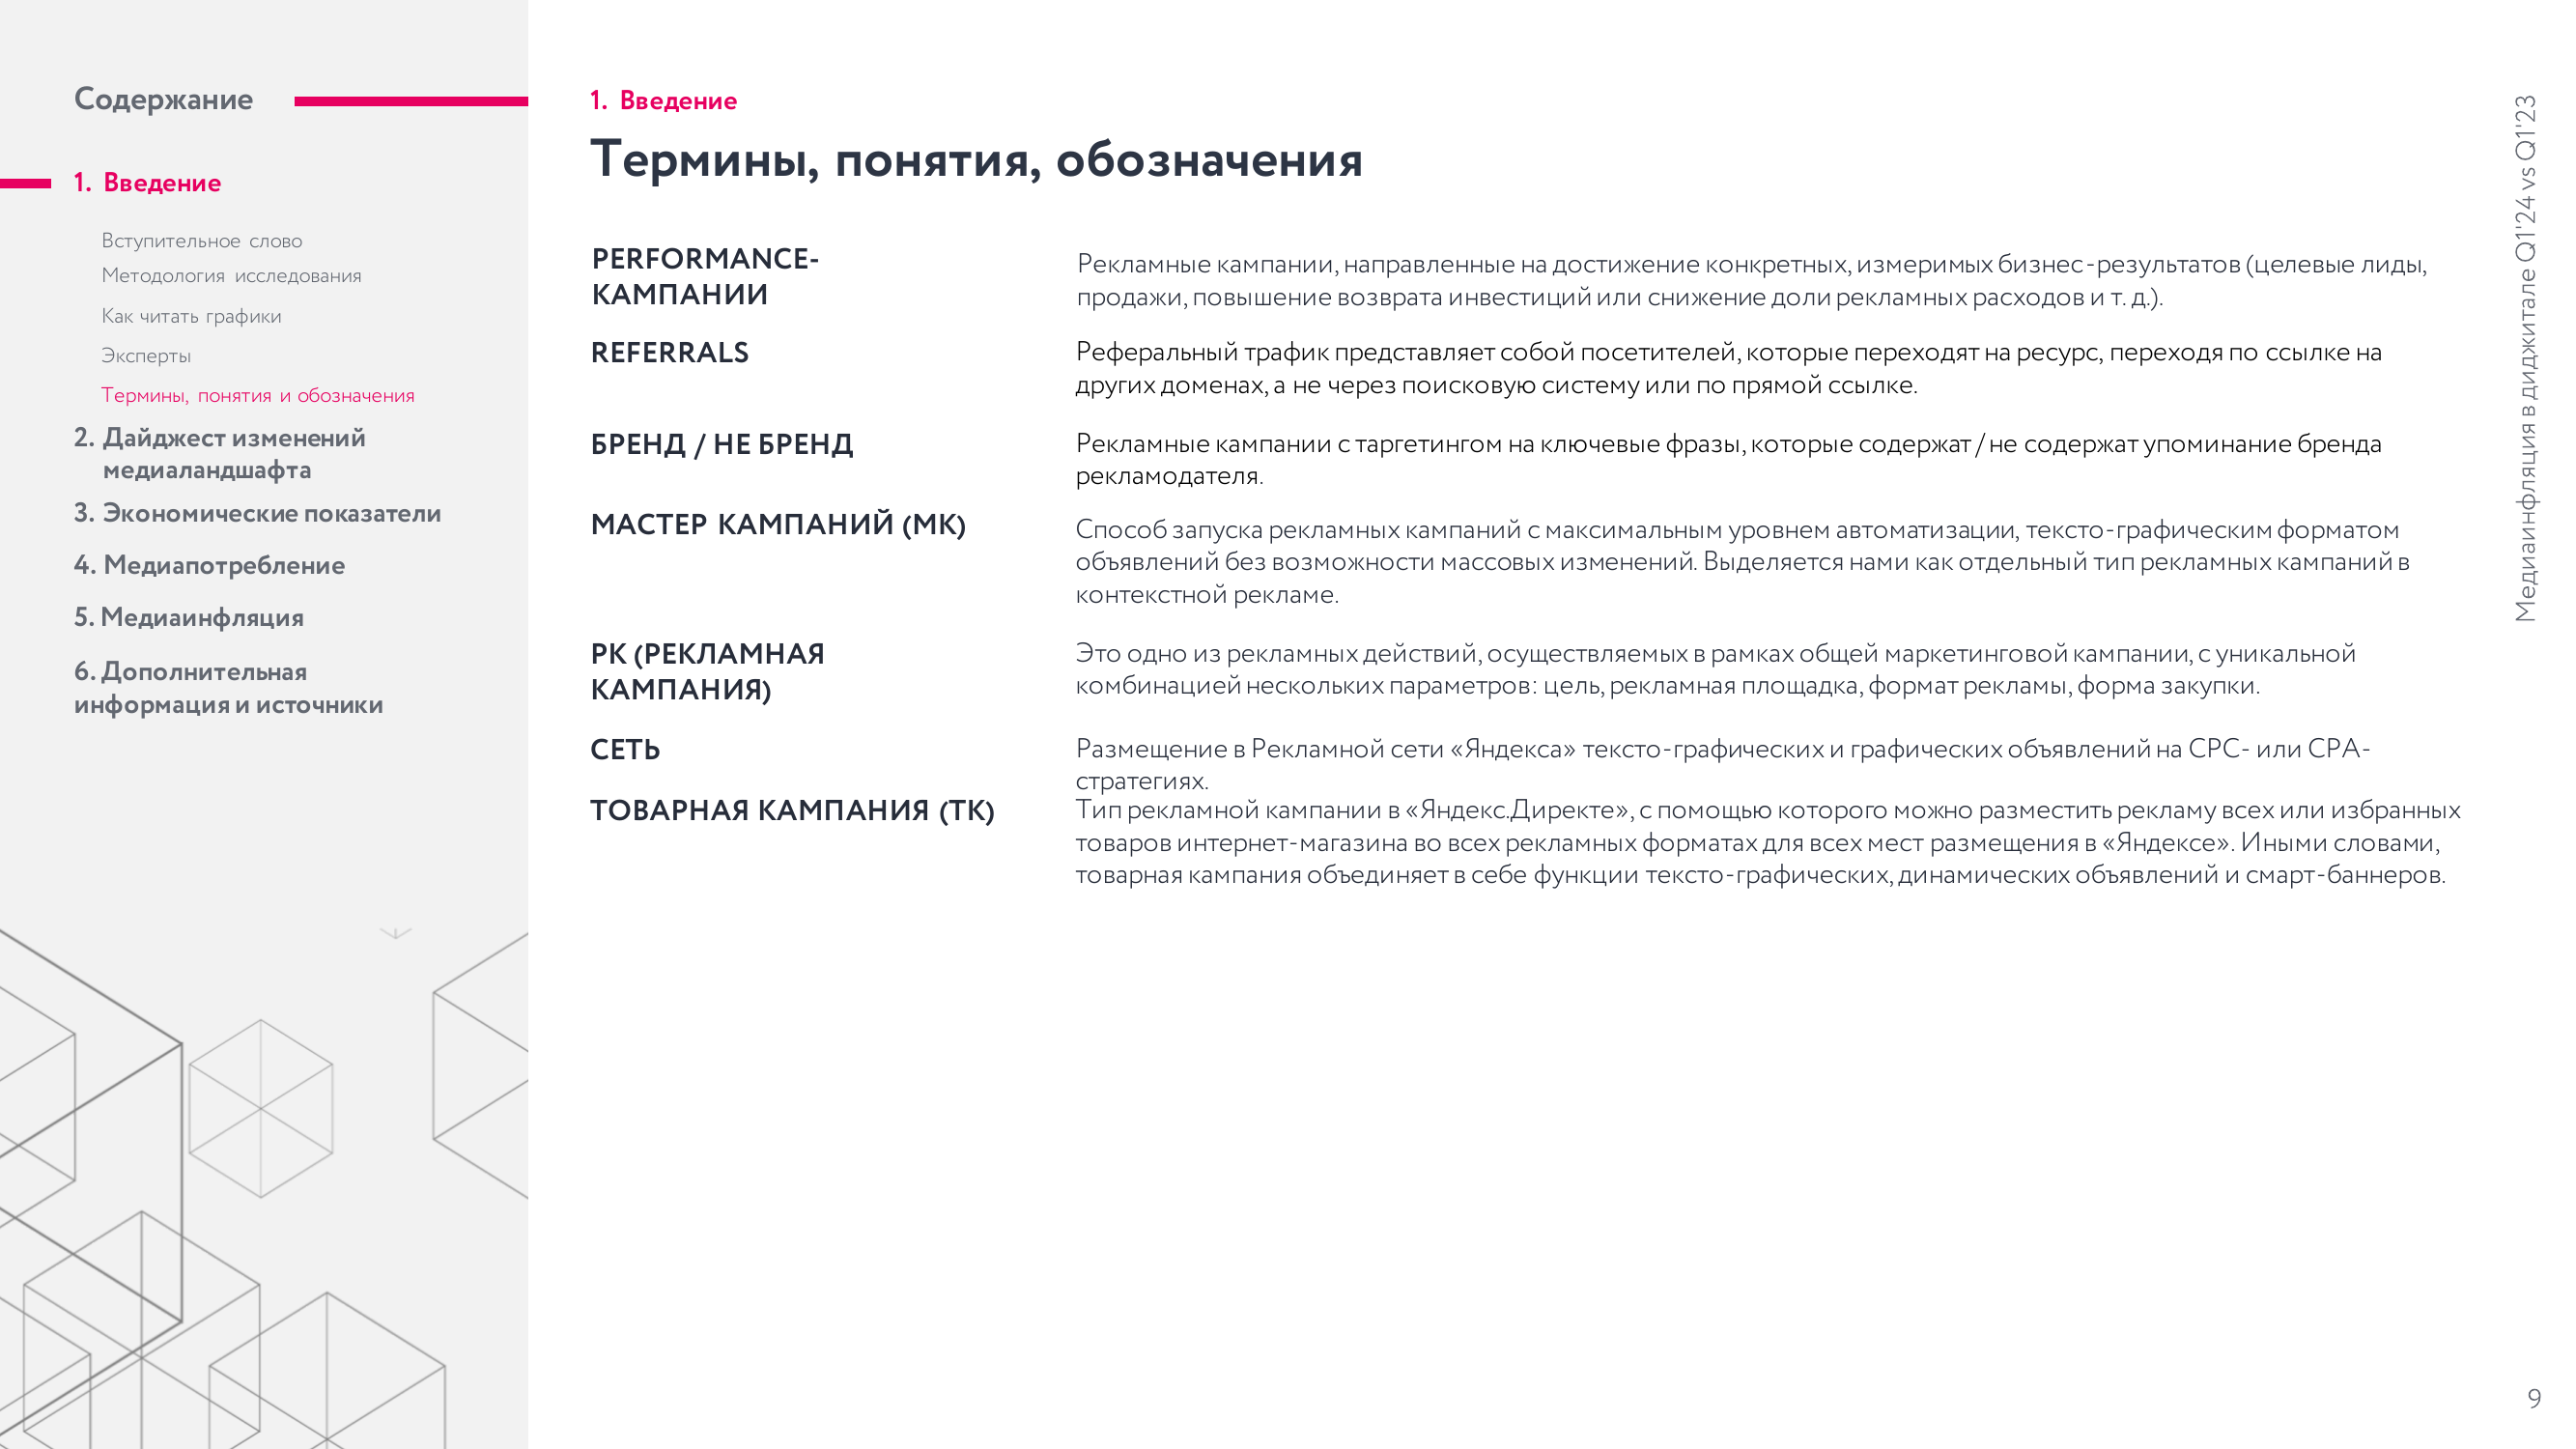 Содержание
1. Введение
Вступительное слово
Методология исследования
Как читать графики
Эксперты
Термины, понятия и обозначения
2. Дайджест изменений
медиаландшафта
3. Экономические показатели
4. Медиапотребление
5. Медиаинфляция
6. Дополнительная
информация и источники
1. Введение
Термины, понятия, обозначения
PERFORMANCE-
КАМПАНИИ
Рекламные кампании, направленные на достижение конкретных, измеримых бизнес-результатов (целевые лиды,
продажи, повышение возврата инвестиций или снижение доли рекламных расходов и т. д.).
REFERRALS
Реферальный трафик представляет собой посетителей, которые переходят на ресурс, переходя по ссылке на
других доменах, а не через поисковую систему или по прямой ссылке.
БРЕНД / НЕ БРЕНД
Рекламные кампании с таргетингом на ключевые фразы, которые содержат / не содержат упоминание бренда
рекламодателя.
МАСТЕР КАМПАНИЙ (МК)
Способ запуска рекламных кампаний с максимальным уровнем автоматизации, тексто-графическим форматом
объявлений без возможности массовых изменений. Выделяется нами как отдельный тип рекламных кампаний в
контекстной рекламе.
РК (РЕКЛАМНАЯ
КАМПАНИЯ)
Это одно из рекламных действий, осуществляемых в рамках общей маркетинговой кампании, с уникальной
комбинацией нескольких параметров: цель, рекламная площадка, формат рекламы, форма закупки.
СЕТЬ
Размещение в Рекламной сети «Яндекса» тексто-графических и графических объявлений на CPC- или CPA-
стратегиях.
ТОВАРНАЯ КАМПАНИЯ (ТК)
Тип рекламной кампании в «Яндекс.Директе», с помощью которого можно разместить рекламу всех или избранных
товаров интернет-магазина во всех рекламных форматах для всех мест размещения в «Яндексе». Иными словами,
товарная кампания объединяет в себе функции тексто-графических, динамических объявлений и смарт-баннеров.
Медиаинфляция в диджитале Q1'24 vs Q1'23
9